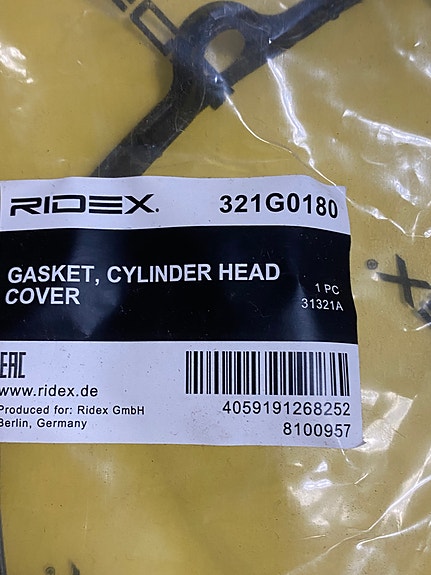 RIDEX. 321G0180
GASKET, CYLINDER HEAD
COVER
1 PC
31321A
EAC
www.ridex.de
Produced for: Ridex GmbH
Berlin, Germany
4059191268252
8100957